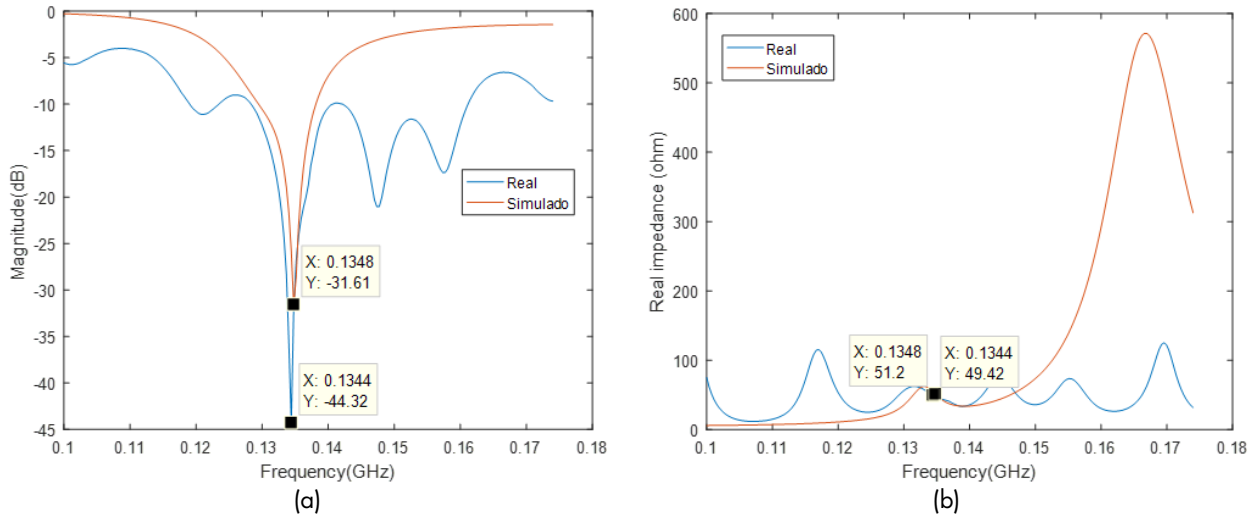 0
-5
-10
-15
-20
-25
-30
-35
-40
-45
Magnitude(dB)
Real
Simulado
X: 0.1348
Y: -31.61
X: 0.1344
Y: -44.32
0.1 0.11 0.12 0.13 0.14 0.15 0.16 0.17 0.18
Frequency(GHz)
(a)
600
500
400
300
200
100
0
Real impedance (ohm)
Real
Simulado
X: 0.1348
Y: 51.2
X: 0.1344
Y: 49.42
0.1 0.11 0.12 0.13 0.14 0.15 0.16 0.17 0.18
Frequency(GHz)
(b)